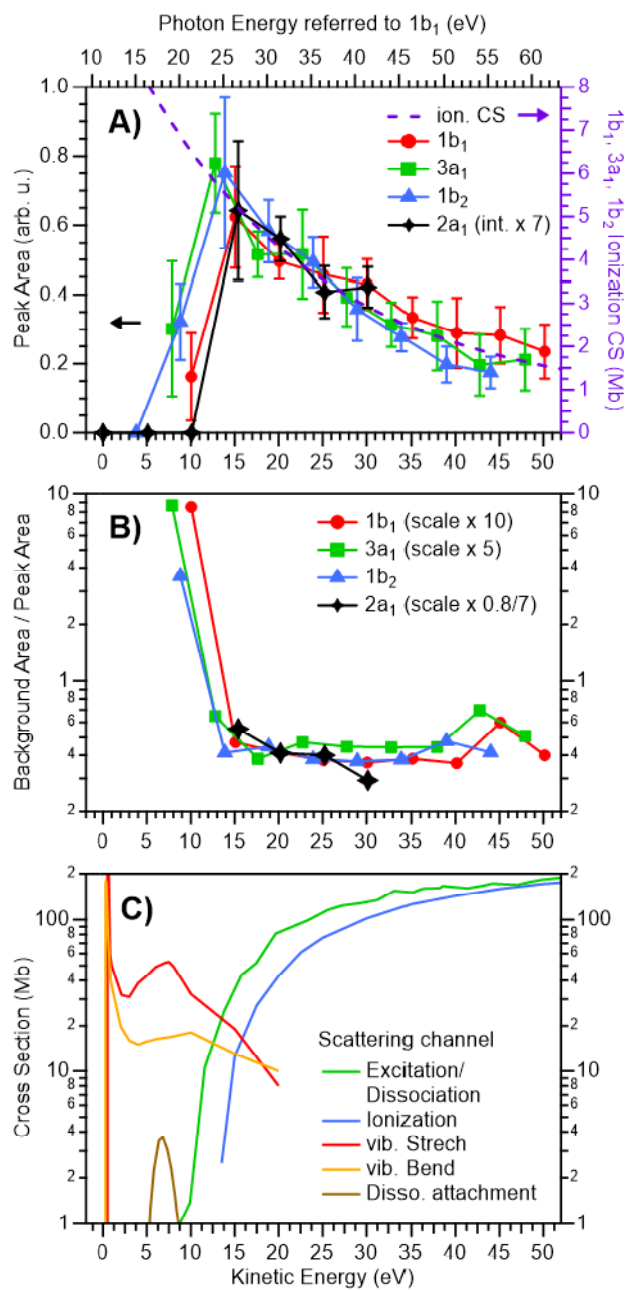 Photon Energy referred to 1b₁ (eV)
10 15 20 25 30 35 40 45 50 55 60
A)
ion. CS
1b₁
3a₁
1b₂
2a₁ (int. x 7)
Peak Area (arb. u.)
1.0
0.8
0.6
0.4
0.2
0.0
8
7
6
5
4
3
2
1
0
1b₁, 3a₁, 1b₂ Ionization CS (Mb)
0 5 10 15 20 25 30 35 40 45 50
B)
1b₁ (scale x 10)
3a₁ (scale x 5)
1b₂
2a₁ (scale x 0.8/7)
Background Area / Peak Area
10
8
6
4
2
1
8
6
4
2
10
8
6
4
2
1
8
6
4
2
0 5 10 15 20 25 30 35 40 45 50
C)
Scattering channel
Excitation/
Dissociation
Ionization
vib. Strech
vib. Bend
Disso. attachment
Cross Section (Mb)
2
100
8
6
4
2
10
8
6
4
2
1
2
100
8
6
4
2
10
8
6
4
2
1
0 5 10 15 20 25 30 35 40 45 50
Kinetic Energy (eV)